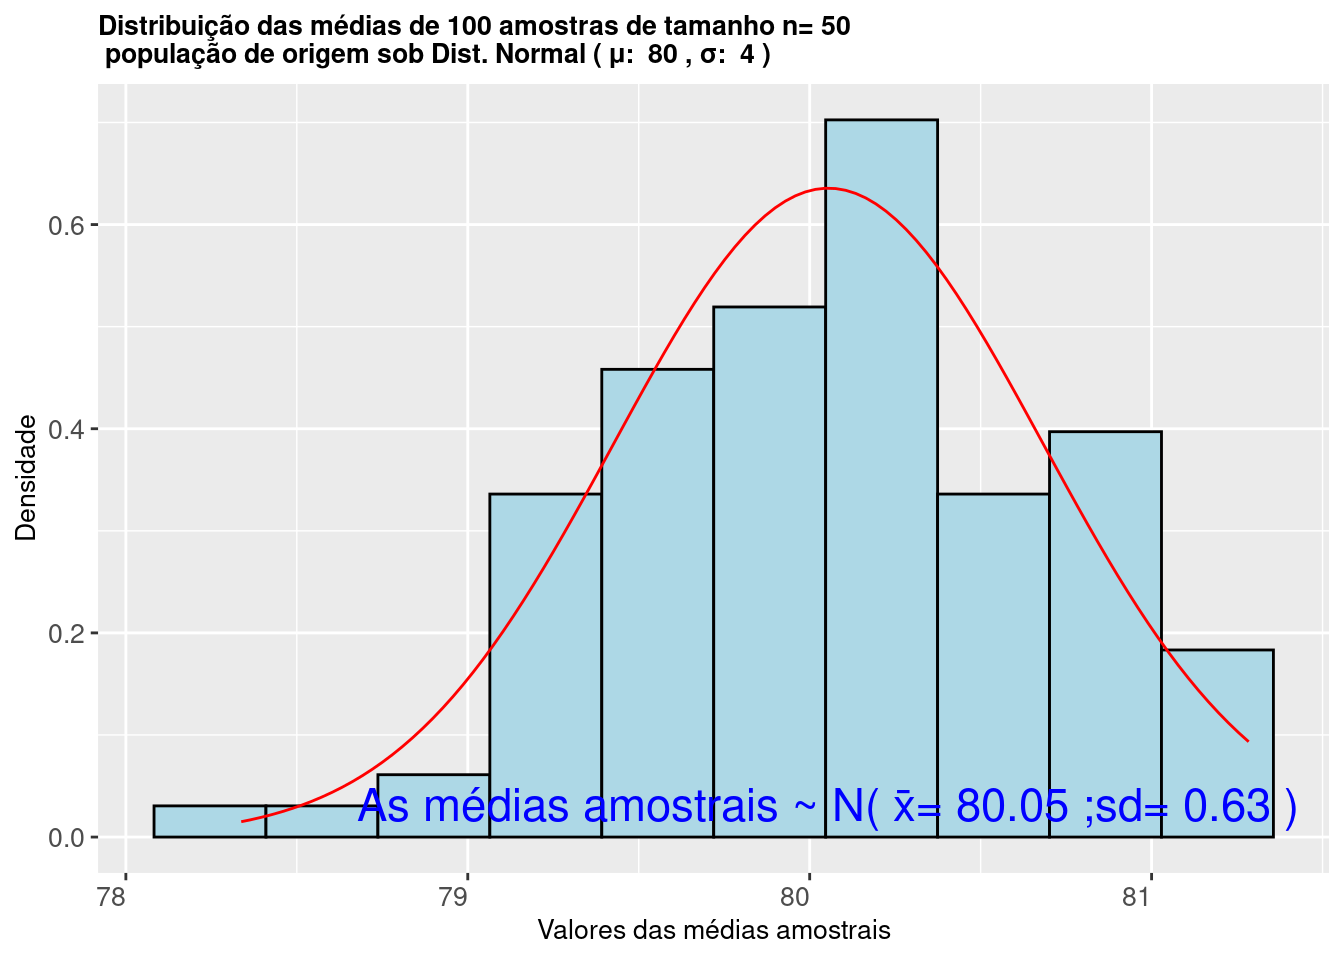 Distribuição das médias de 100 amostras de tamanho n= 50
população de origem sob Dist. Normal ( μ:  80 , σ:  4 )
0.6
0.4
0.2
0.0
Densidade
As médias amostrais ~ N( x̄= 80.05 ;sd= 0.63 )
78 79 80 81
Valores das médias amostrais